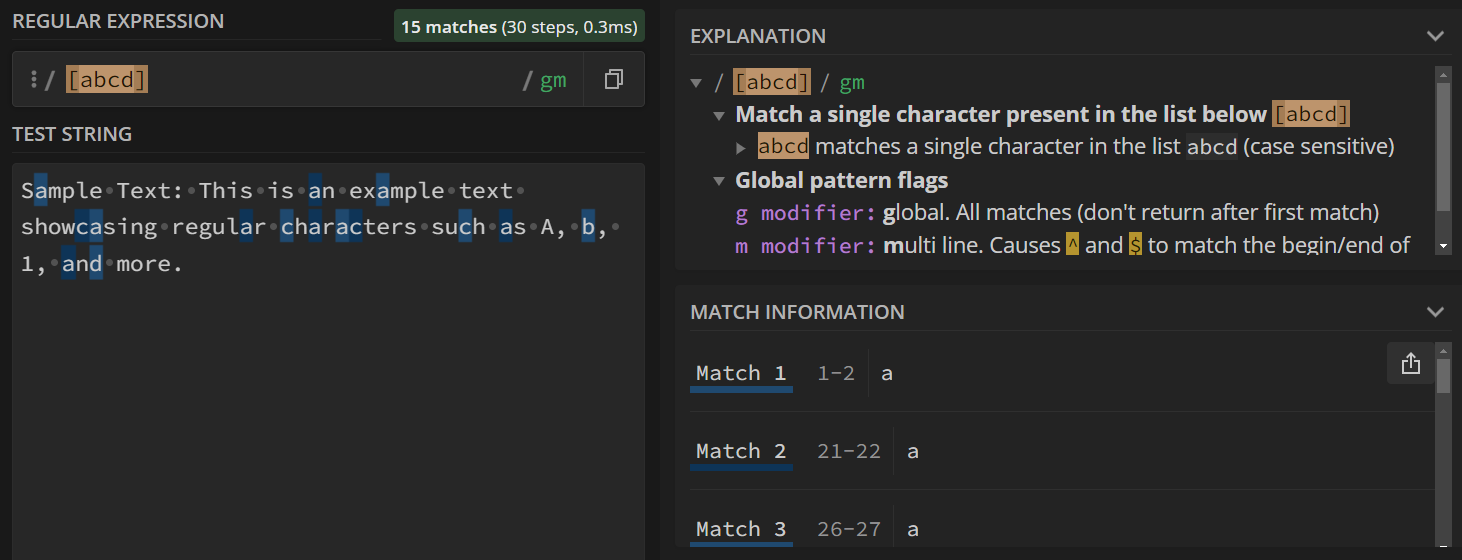 REGULAR EXPRESSION
15 matches (30 steps, 0.3ms)
/ [abcd] / gm
TEST STRING
Sample Text: This is an example text
showcasing regular characters such as A, b,
1, and more.
EXPLANATION
/ [abcd] / gm
Match a single character present in the list below [abcd]
abcd matches a single character in the list abcd (case sensitive)
Global pattern flags
g modifier: global. All matches (don't return after first match)
m modifier: multi line. Causes ^ and $ to match the begin/end of
MATCH INFORMATION
Match 1 1-2 a
Match 2 21-22 a
Match 3 26-27 a